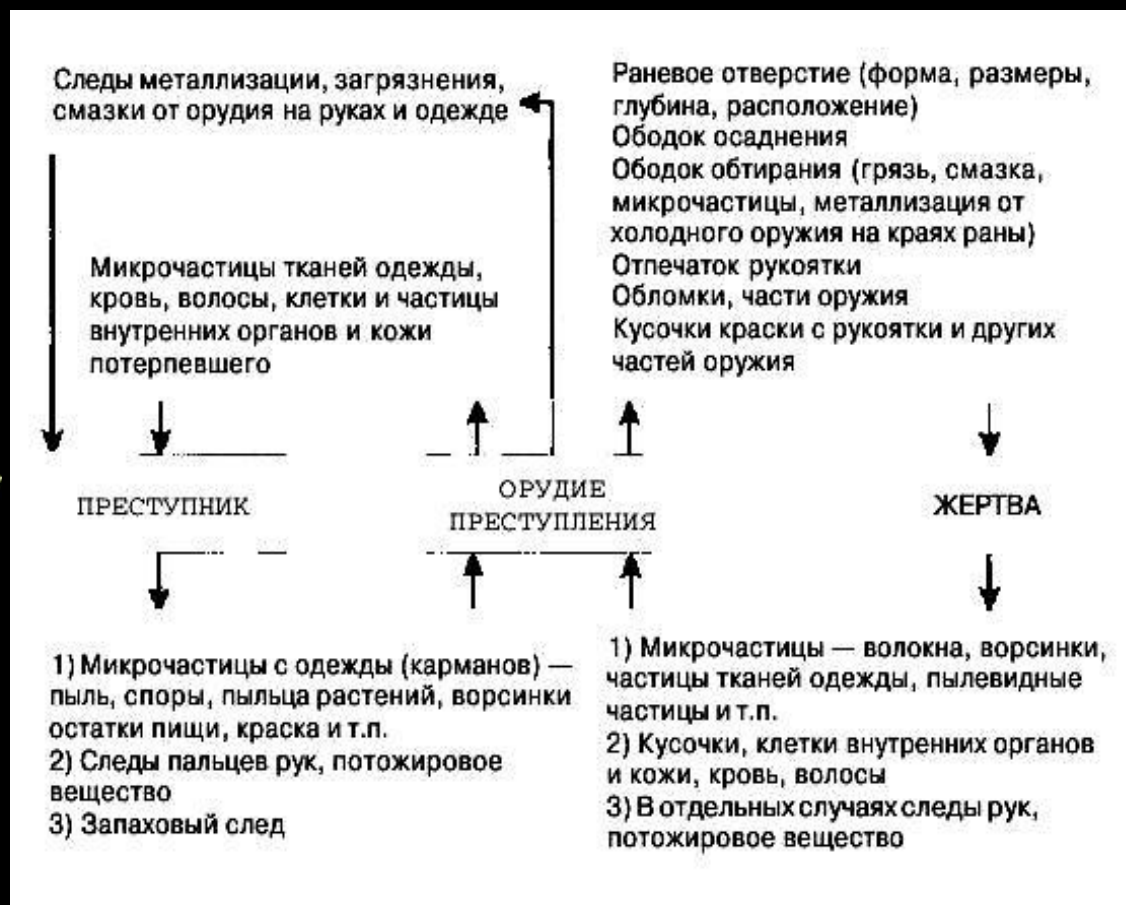 Следы металлизации, загрязнения,
смазки от орудия на руках и одежде
Раневое отверстие (форма, размеры,
глубина, расположение)
Ободок осаднения
Ободок обтирания (грязь, смазка,
микрочастицы, металлизация от
холодного оружия на краях раны)
Отпечаток рукоятки
Обломки, части оружия
Кусочки краски с рукоятки и других
частей оружия
Микрочастицы тканей одежды,
кровь, волосы, клетки и частицы
внутренних органов и кожи
потерпевшего
ПРЕСТУПНИК
ОРУДИЕ
ПРЕСТУПЛЕНИЯ
ЖЕРТВА
1) Микрочастицы с одежды (карманов) —
пыль, споры, пыльца растений, ворсинки
остатки пищи, краска и т.п.
2) Следы пальцев рук, потожировое
вещество
3) Запаховый след
1) Микрочастицы — волокна, ворсинки,
частицы тканей одежды, пылевидные
частицы и т.п.
2) Кусочки, клетки внутренних органов
и кожи, кровь, волосы
3) В отдельных случаях следы рук,
потожировое вещество